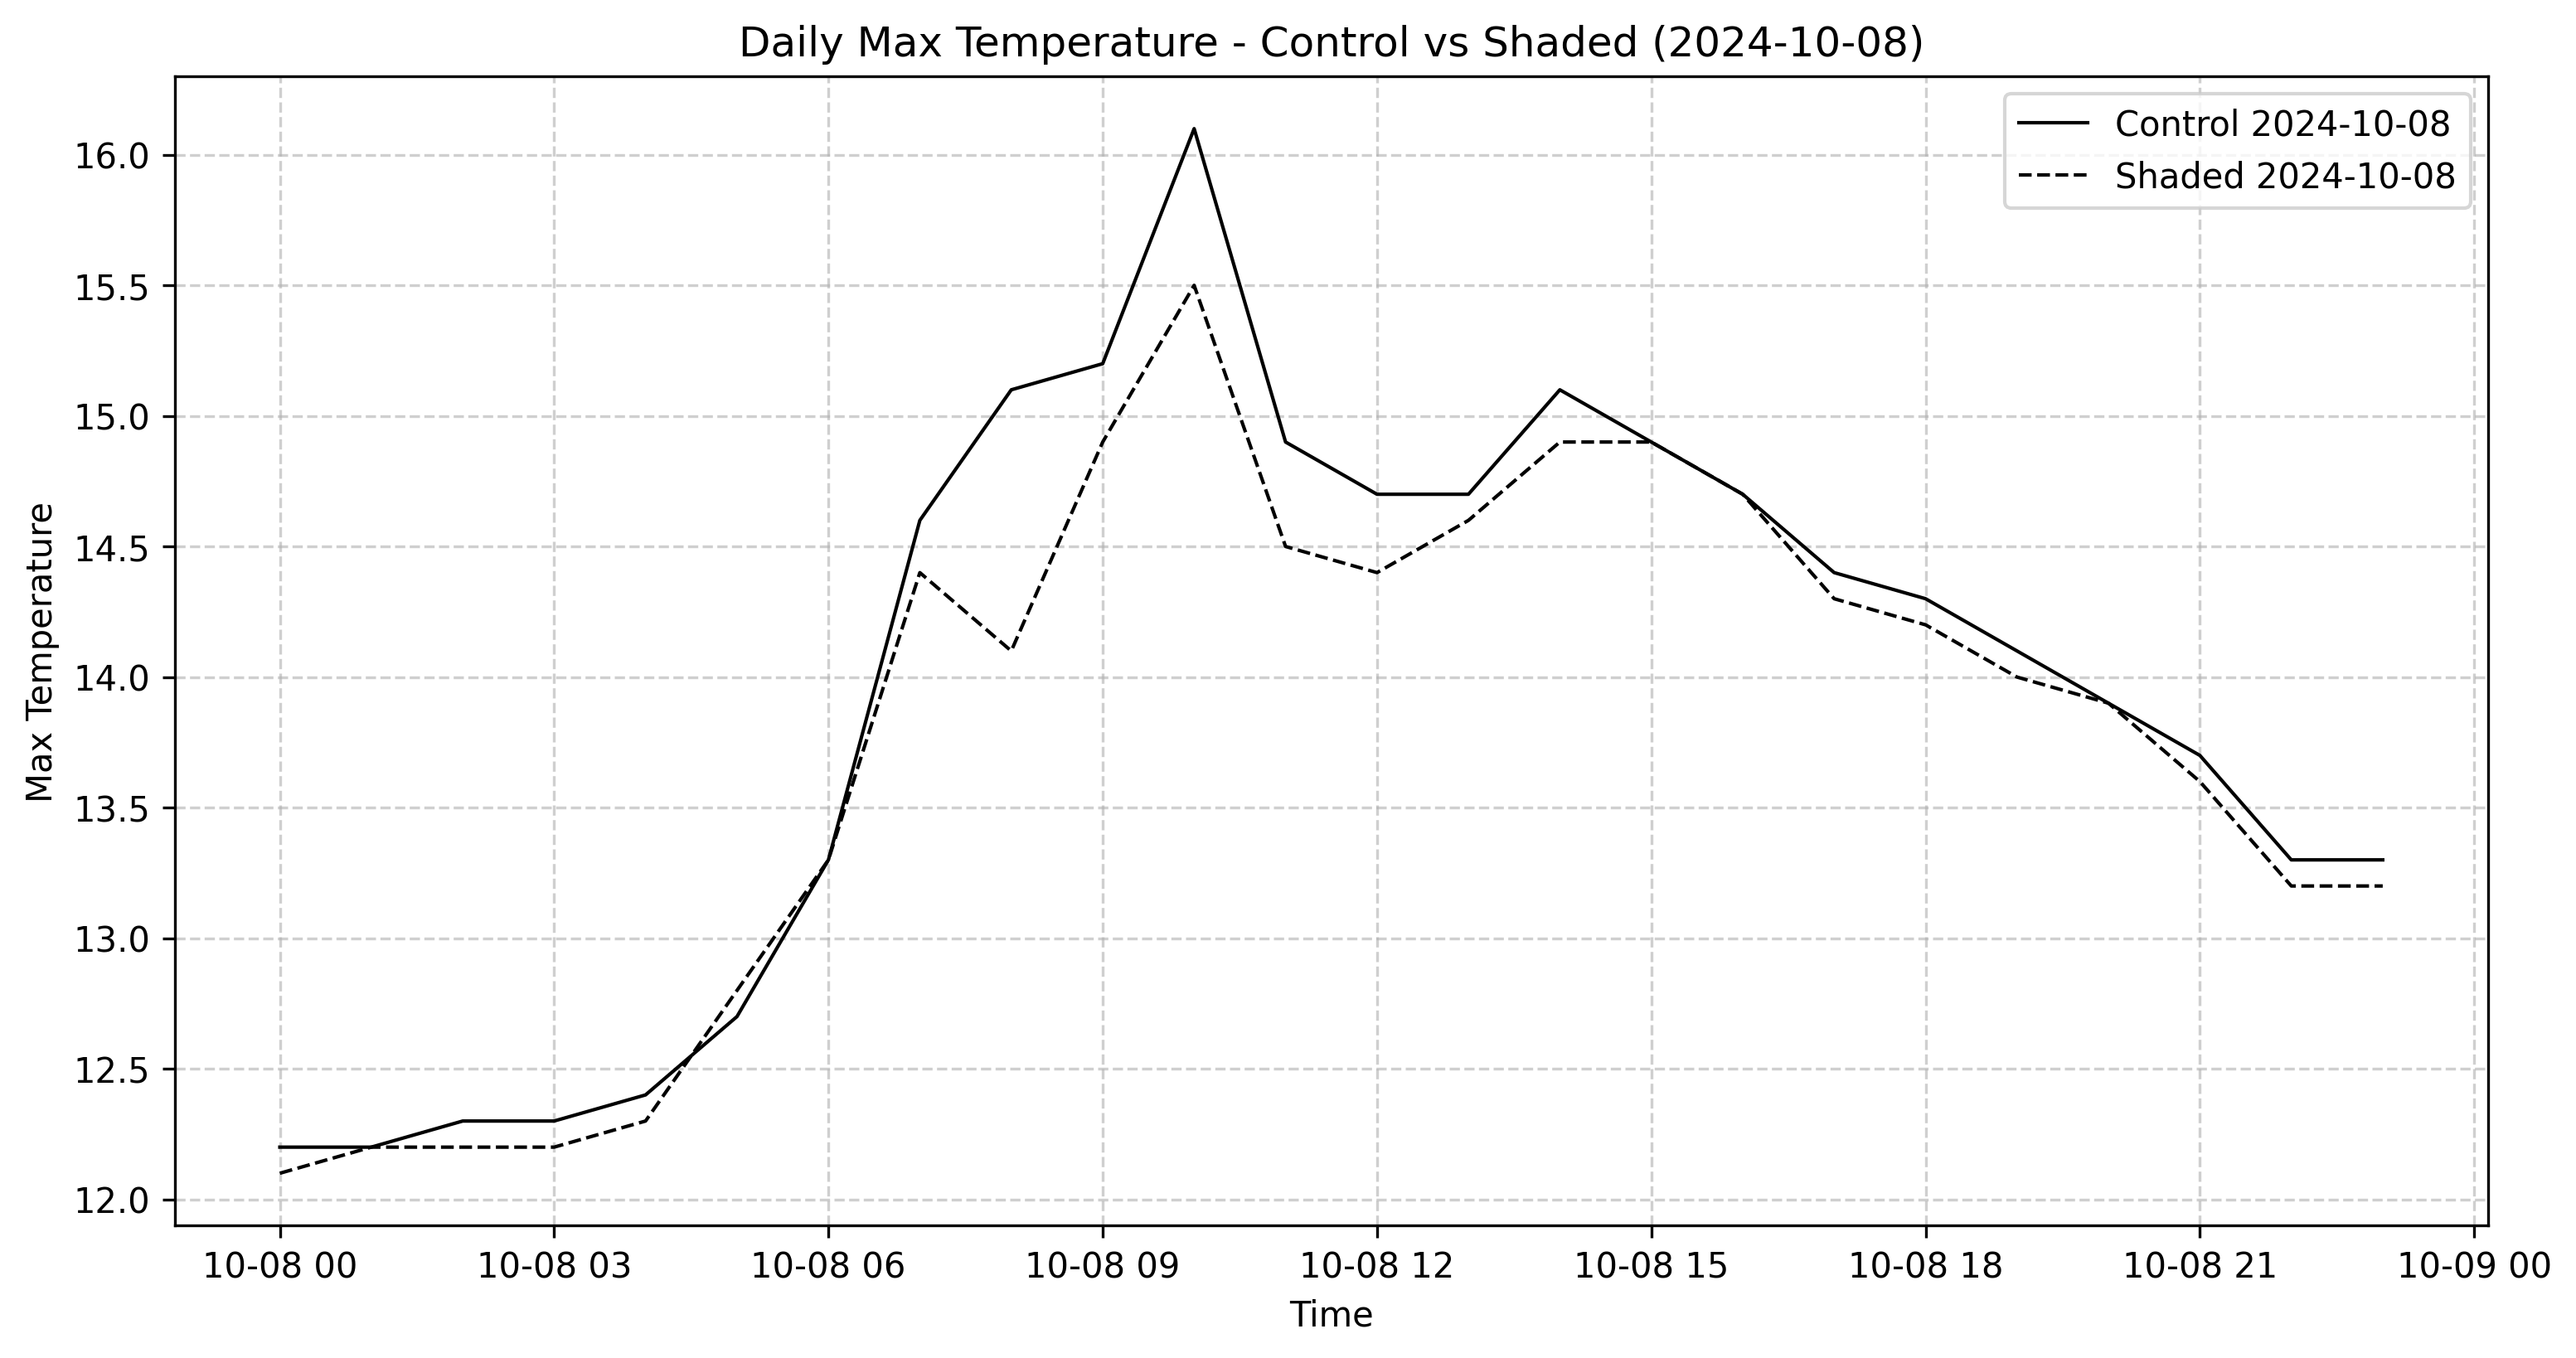 Daily Max Temperature - Control vs Shaded (2024-10-08)
Control 2024-10-08
Shaded 2024-10-08
Max Temperature
16.0
15.5
15.0
14.5
14.0
13.5
13.0
12.5
12.0
10-08 00 10-08 03 10-08 06 10-08 09 10-08 12 10-08 15 10-08 18 10-08 21 10-09 00
Time